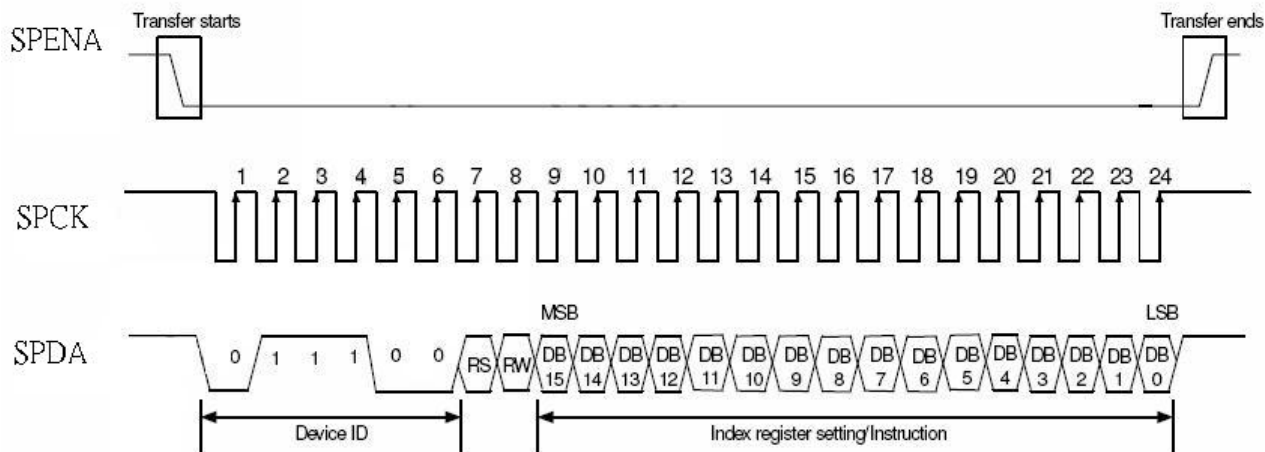 Transfer starts
Transfer ends
SPENA
1 2 3 4 5 6 7 8 9 10 11 12 13 14 15 16 17 18 19 20 21 22 23 24
SPCK
MSB
LSB
SPDA
0 1 1 1 0 0 RS RW DB 15 DB 14 DB 13 DB 12 DB 11 DB 10 DB 9 DB 8 DB 7 DB 6 DB 5 DB 4 DB 3 DB 2 DB 1 DB 0
Device ID
Index register setting/Instruction